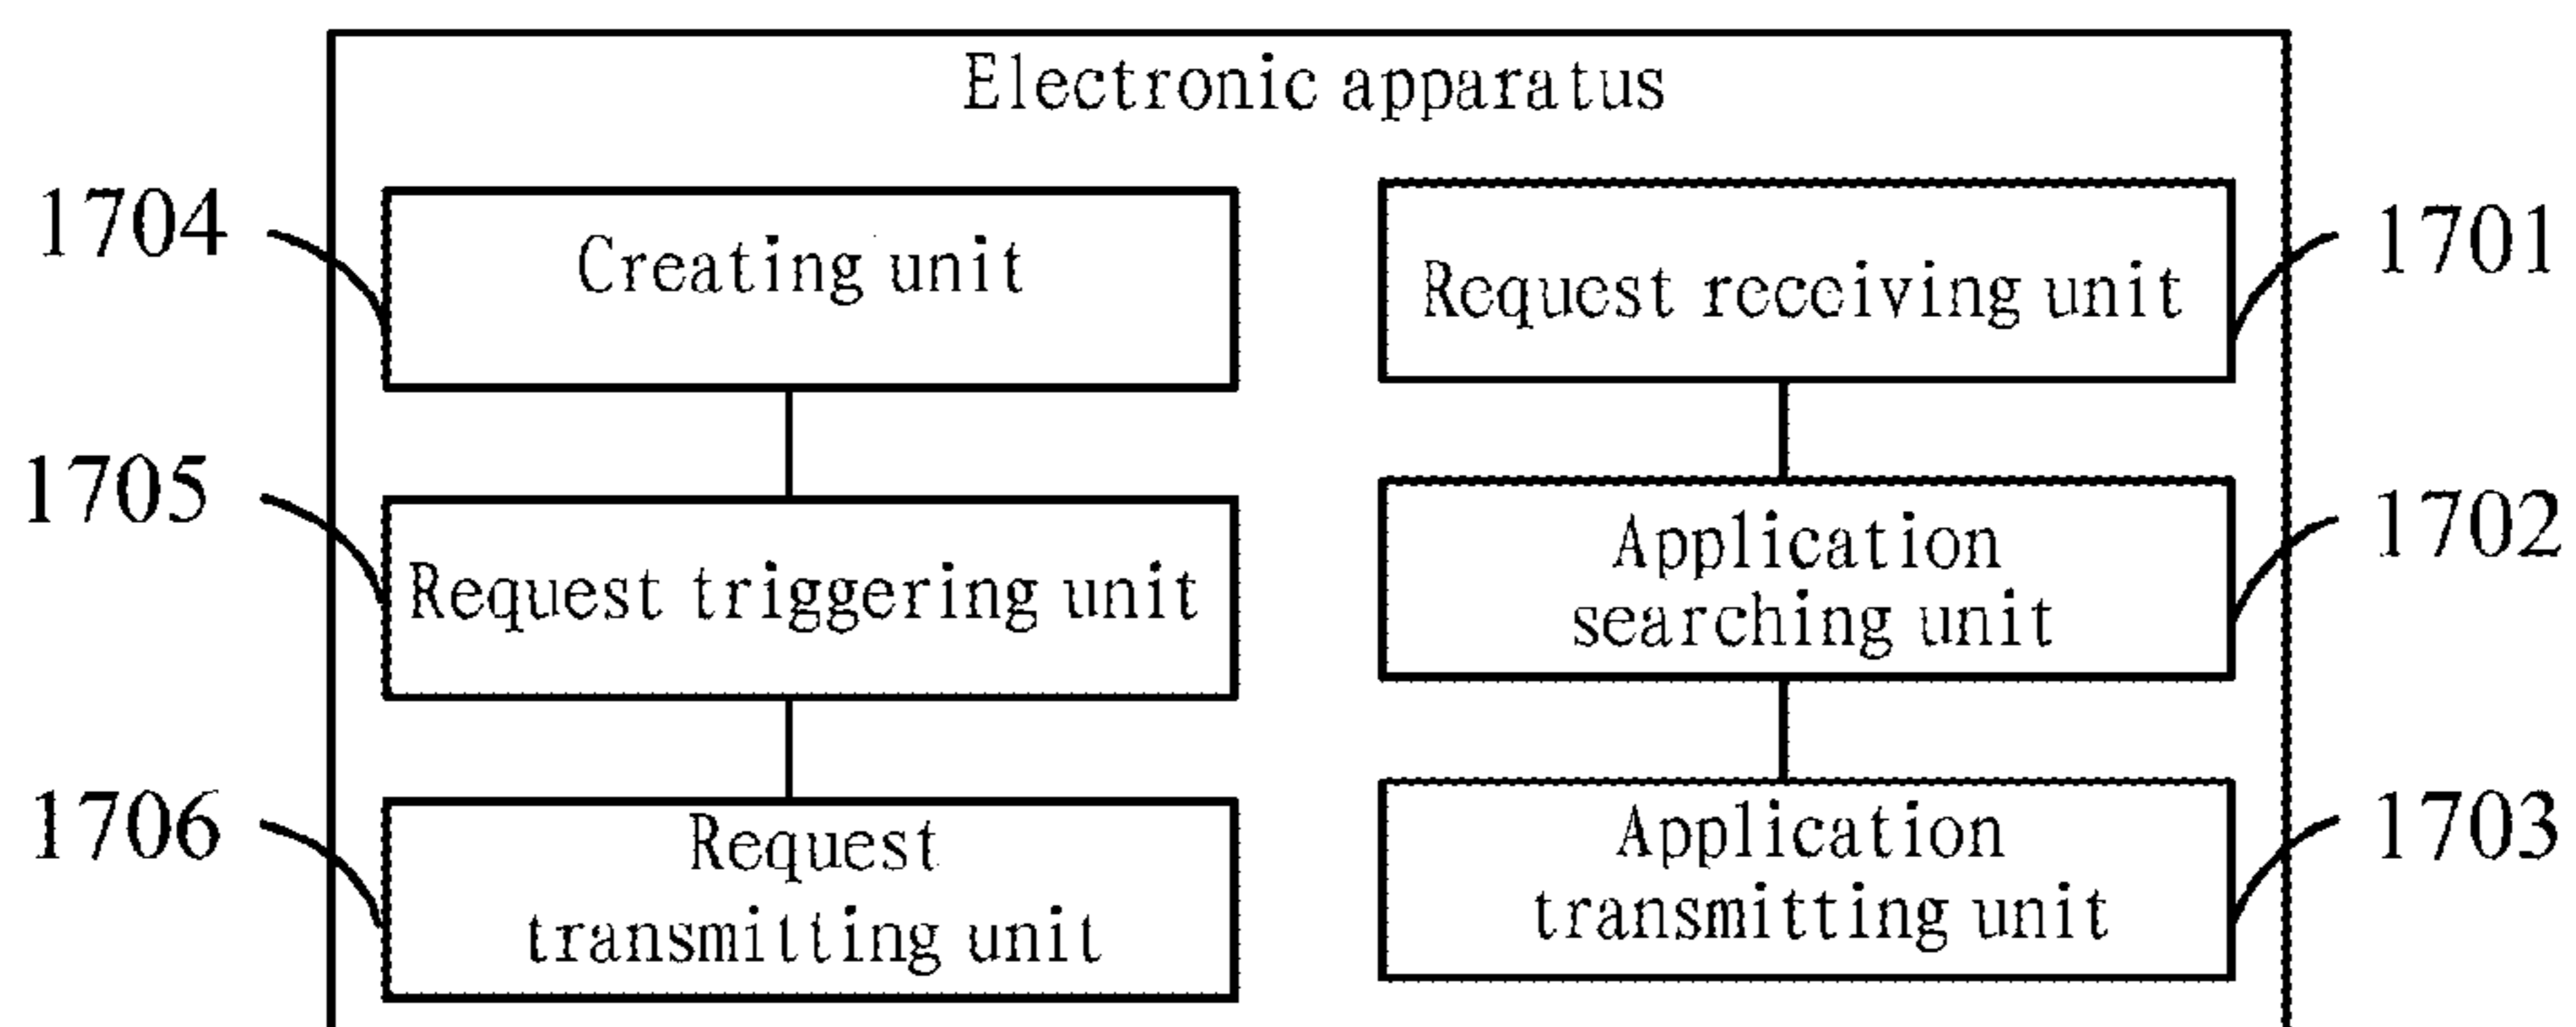 Electronic apparatus
1704
Creating unit
Request receiving unit
1701
1705
Request triggering unit
Application
searching unit
1702
1706
Request
transmitting unit
Application
transmitting unit
1703